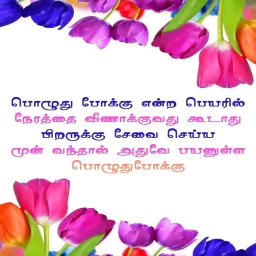 பொழுது போக்கு என்ற பெயரில்
நேரத்தை வீணாக்குவது கூடாது
பிறருக்கு சேவை செய்ய
முன் வந்தால் அதுவே பயனுள்ள
பொழுதுபோக்கு